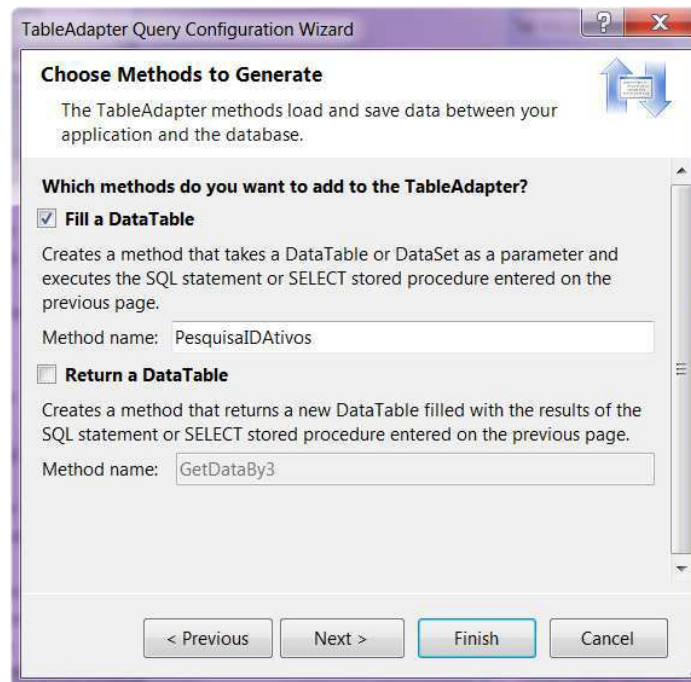 TableAdapter Query Configuration Wizard
Choose Methods to Generate
The TableAdapter methods load and save data between your
application and the database.
Which methods do you want to add to the TableAdapter?
Fill a DataTable
Creates a method that takes a DataTable or DataSet as a parameter and
executes the SQL statement or SELECT stored procedure entered on the
previous page.
Method name: PesquisaIDAtivos
Return a DataTable
Creates a method that returns a new DataTable filled with the results of the
SQL statement or SELECT stored procedure entered on the previous page.
Method name: GetDataBy3
< Previous Next > Finish Cancel